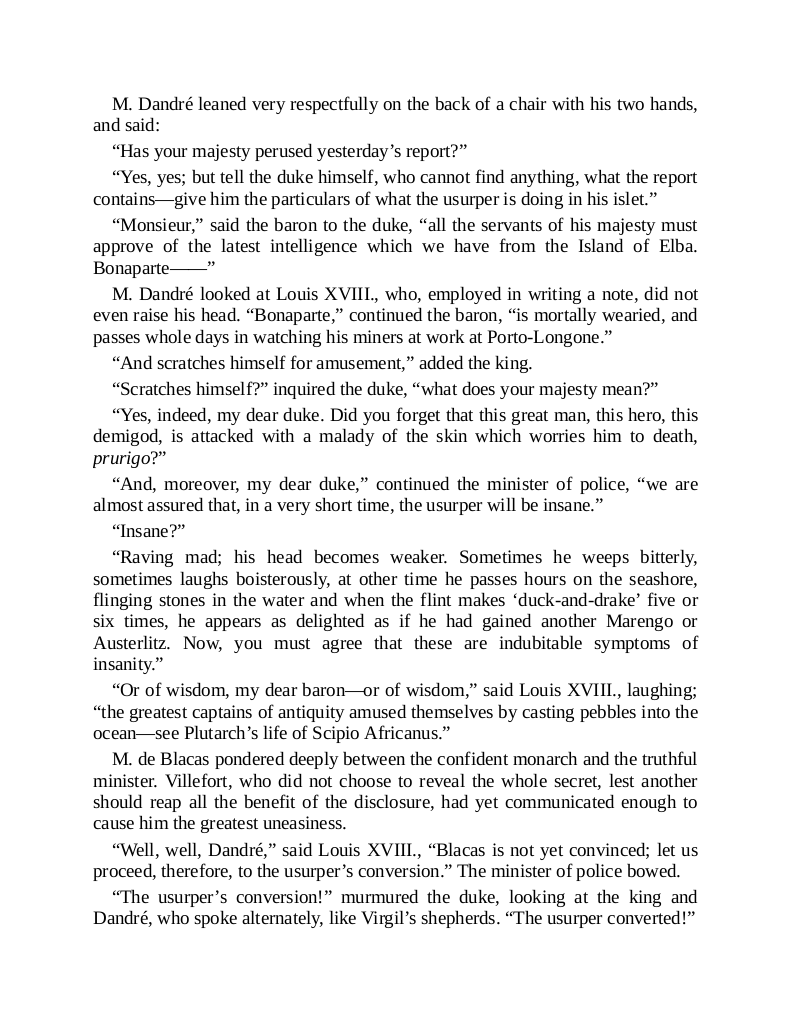 M. Dandré leaned very respectfully on the back of a chair with his two hands,
and said:
“Has your majesty perused yesterday’s report?”
“Yes, yes; but tell the duke himself, who cannot find anything, what the report
contains—give him the particulars of what the usurper is doing in his islet.”
“Monsieur,” said the baron to the duke, “all the servants of his majesty must
approve of the latest intelligence which we have from the Island of Elba.
Bonaparte——”
M. Dandré looked at Louis XVIII., who, employed in writing a note, did not
even raise his head. “Bonaparte,” continued the baron, “is mortally wearied, and
passes whole days in watching his miners at work at Porto-Longone.”
“And scratches himself for amusement,” added the king.
“Scratches himself?” inquired the duke, “what does your majesty mean?”
“Yes, indeed, my dear duke. Did you forget that this great man, this hero, this
demigod, is attacked with a malady of the skin which worries him to death,
prurigo?”
“And, moreover, my dear duke,” continued the minister of police, “we are
almost assured that, in a very short time, the usurper will be insane.”
“Insane?”
“Raving mad; his head becomes weaker. Sometimes he weeps bitterly,
sometimes laughs boisterously, at other time he passes hours on the seashore,
flinging stones in the water and when the flint makes ‘duck-and-drake’ five or
six times, he appears as delighted as if he had gained another Marengo or
Austerlitz. Now, you must agree that these are indubitable symptoms of
insanity.”
“Or of wisdom, my dear baron—or of wisdom,” said Louis XVIII., laughing;
“the greatest captains of antiquity amused themselves by casting pebbles into the
ocean—see Plutarch’s life of Scipio Africanus.”
M. de Blacas pondered deeply between the confident monarch and the truthful
minister. Villefort, who did not choose to reveal the whole secret, lest another
should reap all the benefit of the disclosure, had yet communicated enough to
cause him the greatest uneasiness.
“Well, well, Dandré,” said Louis XVIII., “Blacas is not yet convinced; let us
proceed, therefore, to the usurper’s conversion.” The minister of police bowed.
“The usurper’s conversion!” murmured the duke, looking at the king and
Dandré, who spoke alternately, like Virgil’s shepherds. “The usurper converted!”